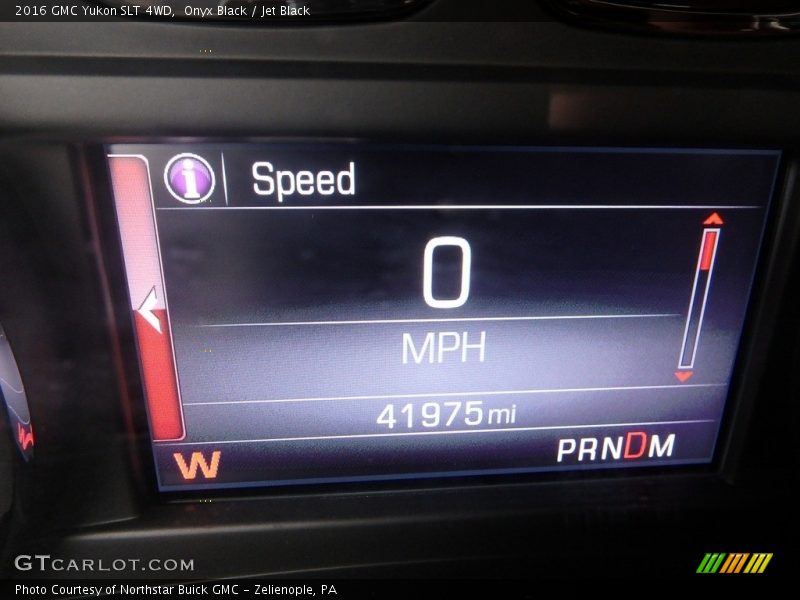 2016 GMC Yukon SLT 4WD,  Onyx Black / Jet Black
i Speed
0
MPH
41975 mi
W PRNDM
GTCARLOT.COM
Photo Courtesy of Northstar Buick GMC – Zelienople, PA